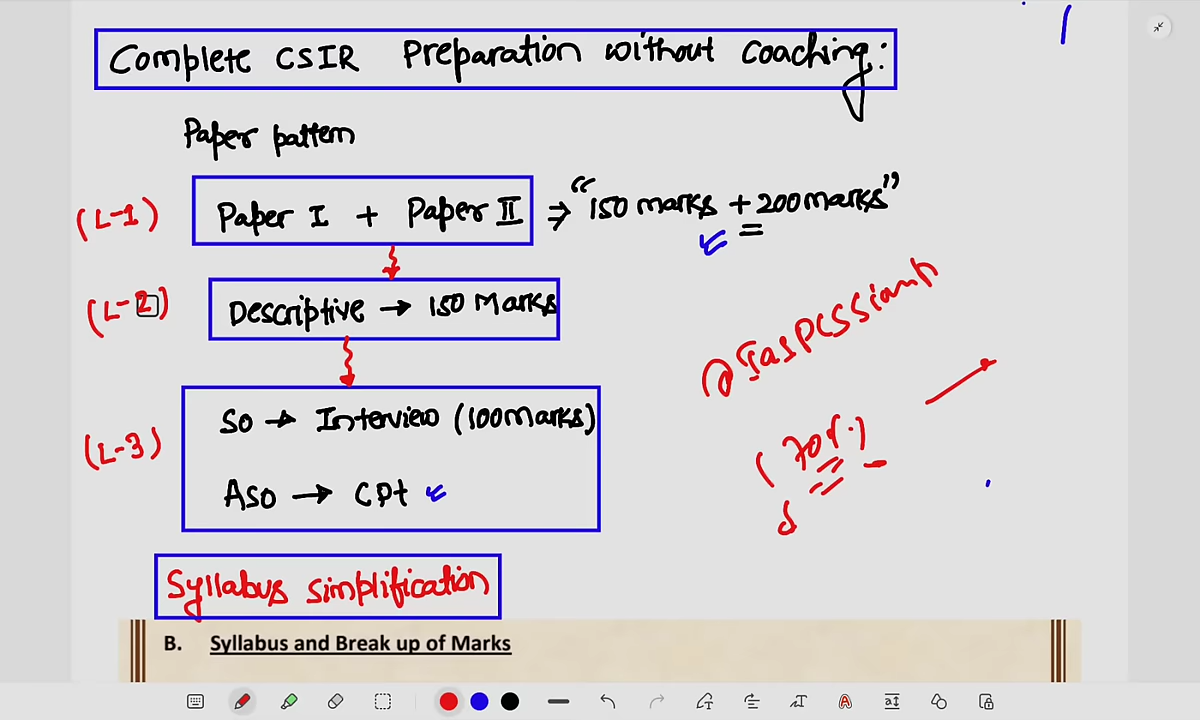 Complete CSIR Preparation without coaching:
Paper pattern
(L-1) Paper I + Paper II ⇒ "150 marks + 200 marks"
(L-2) Descriptive → 150 Marks
@Iaspcssiant
(L-3) SO → Interview (100 Marks)
ASO → CPt
Syllabus simplification
B. Syllabus and Break up of Marks